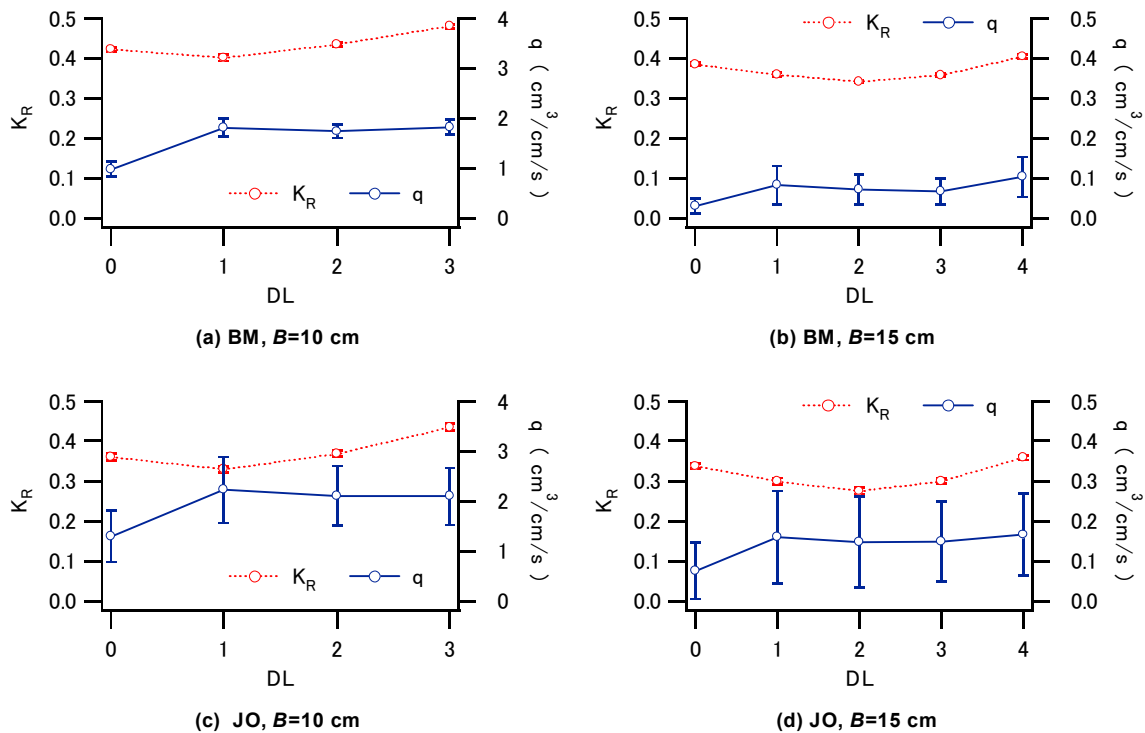 0.5
0.4
0.3
0.2
0.1
0.0
K_R
4
3
2
1
0
q ( cm^3/cm/s )
K_R q
0 1 2 3
DL
(a) BM, B=10 cm
0.5
0.4
0.3
0.2
0.1
0.0
K_R
0.5
0.4
0.3
0.2
0.1
0.0
q ( cm^3/cm/s )
K_R q
0 1 2 3 4
DL
(b) BM, B=15 cm
0.5
0.4
0.3
0.2
0.1
0.0
K_R
4
3
2
1
0
q ( cm^3/cm/s )
K_R q
0 1 2 3
DL
(c) JO, B=10 cm
0.5
0.4
0.3
0.2
0.1
0.0
K_R
0.5
0.4
0.3
0.2
0.1
0.0
q ( cm^3/cm/s )
K_R q
0 1 2 3 4
DL
(d) JO, B=15 cm